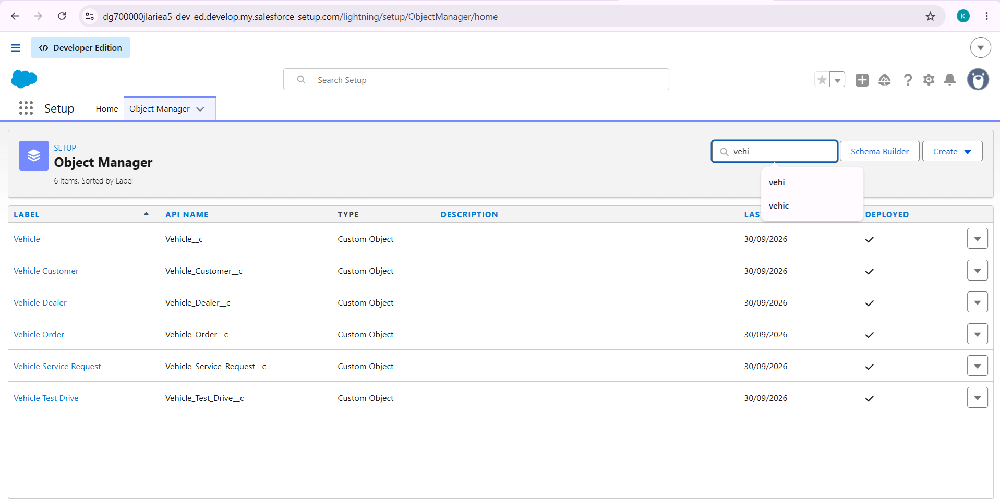 dg700000jlariea5-dev-ed.develop.my.salesforce-setup.com/lightning/setup/ObjectManager/home
K
Developer Edition
Search Setup
Setup Home Object Manager
SETUP
Object Manager
6 Items, Sorted by Label
vehi
Schema Builder
Create
vehi
vehic
LABEL API NAME TYPE DESCRIPTION LAS DEPLOYED
Vehicle Vehicle__c Custom Object 30/09/2026
Vehicle Customer Vehicle_Customer__c Custom Object 30/09/2026
Vehicle Dealer Vehicle_Dealer__c Custom Object 30/09/2026
Vehicle Order Vehicle_Order__c Custom Object 30/09/2026
Vehicle Service Request Vehicle_Service_Request__c Custom Object 30/09/2026
Vehicle Test Drive Vehicle_Test_Drive__c Custom Object 30/09/2026